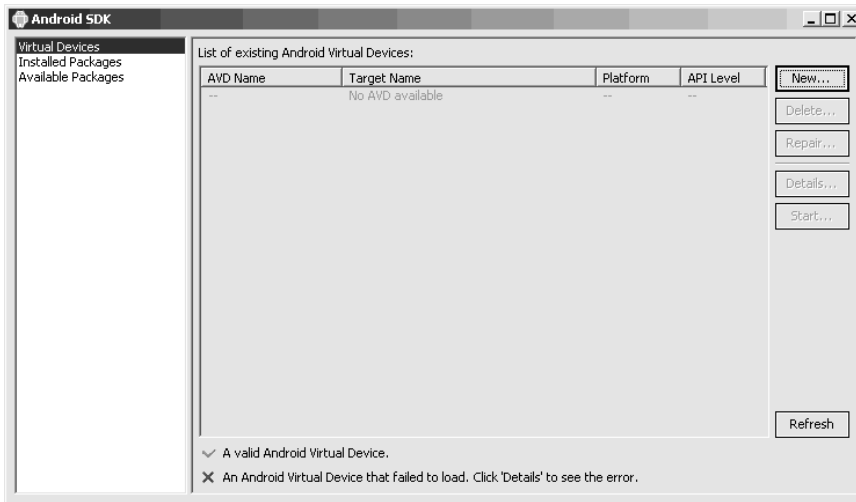 Android SDK
Virtual Devices
Installed Packages
Available Packages
List of existing Android Virtual Devices:
AVD Name Target Name Platform API Level
-- No AVD available -- --
New...
Delete...
Repair...
Details...
Start...
Refresh
A valid Android Virtual Device.
An Android Virtual Device that failed to load. Click 'Details' to see the error.